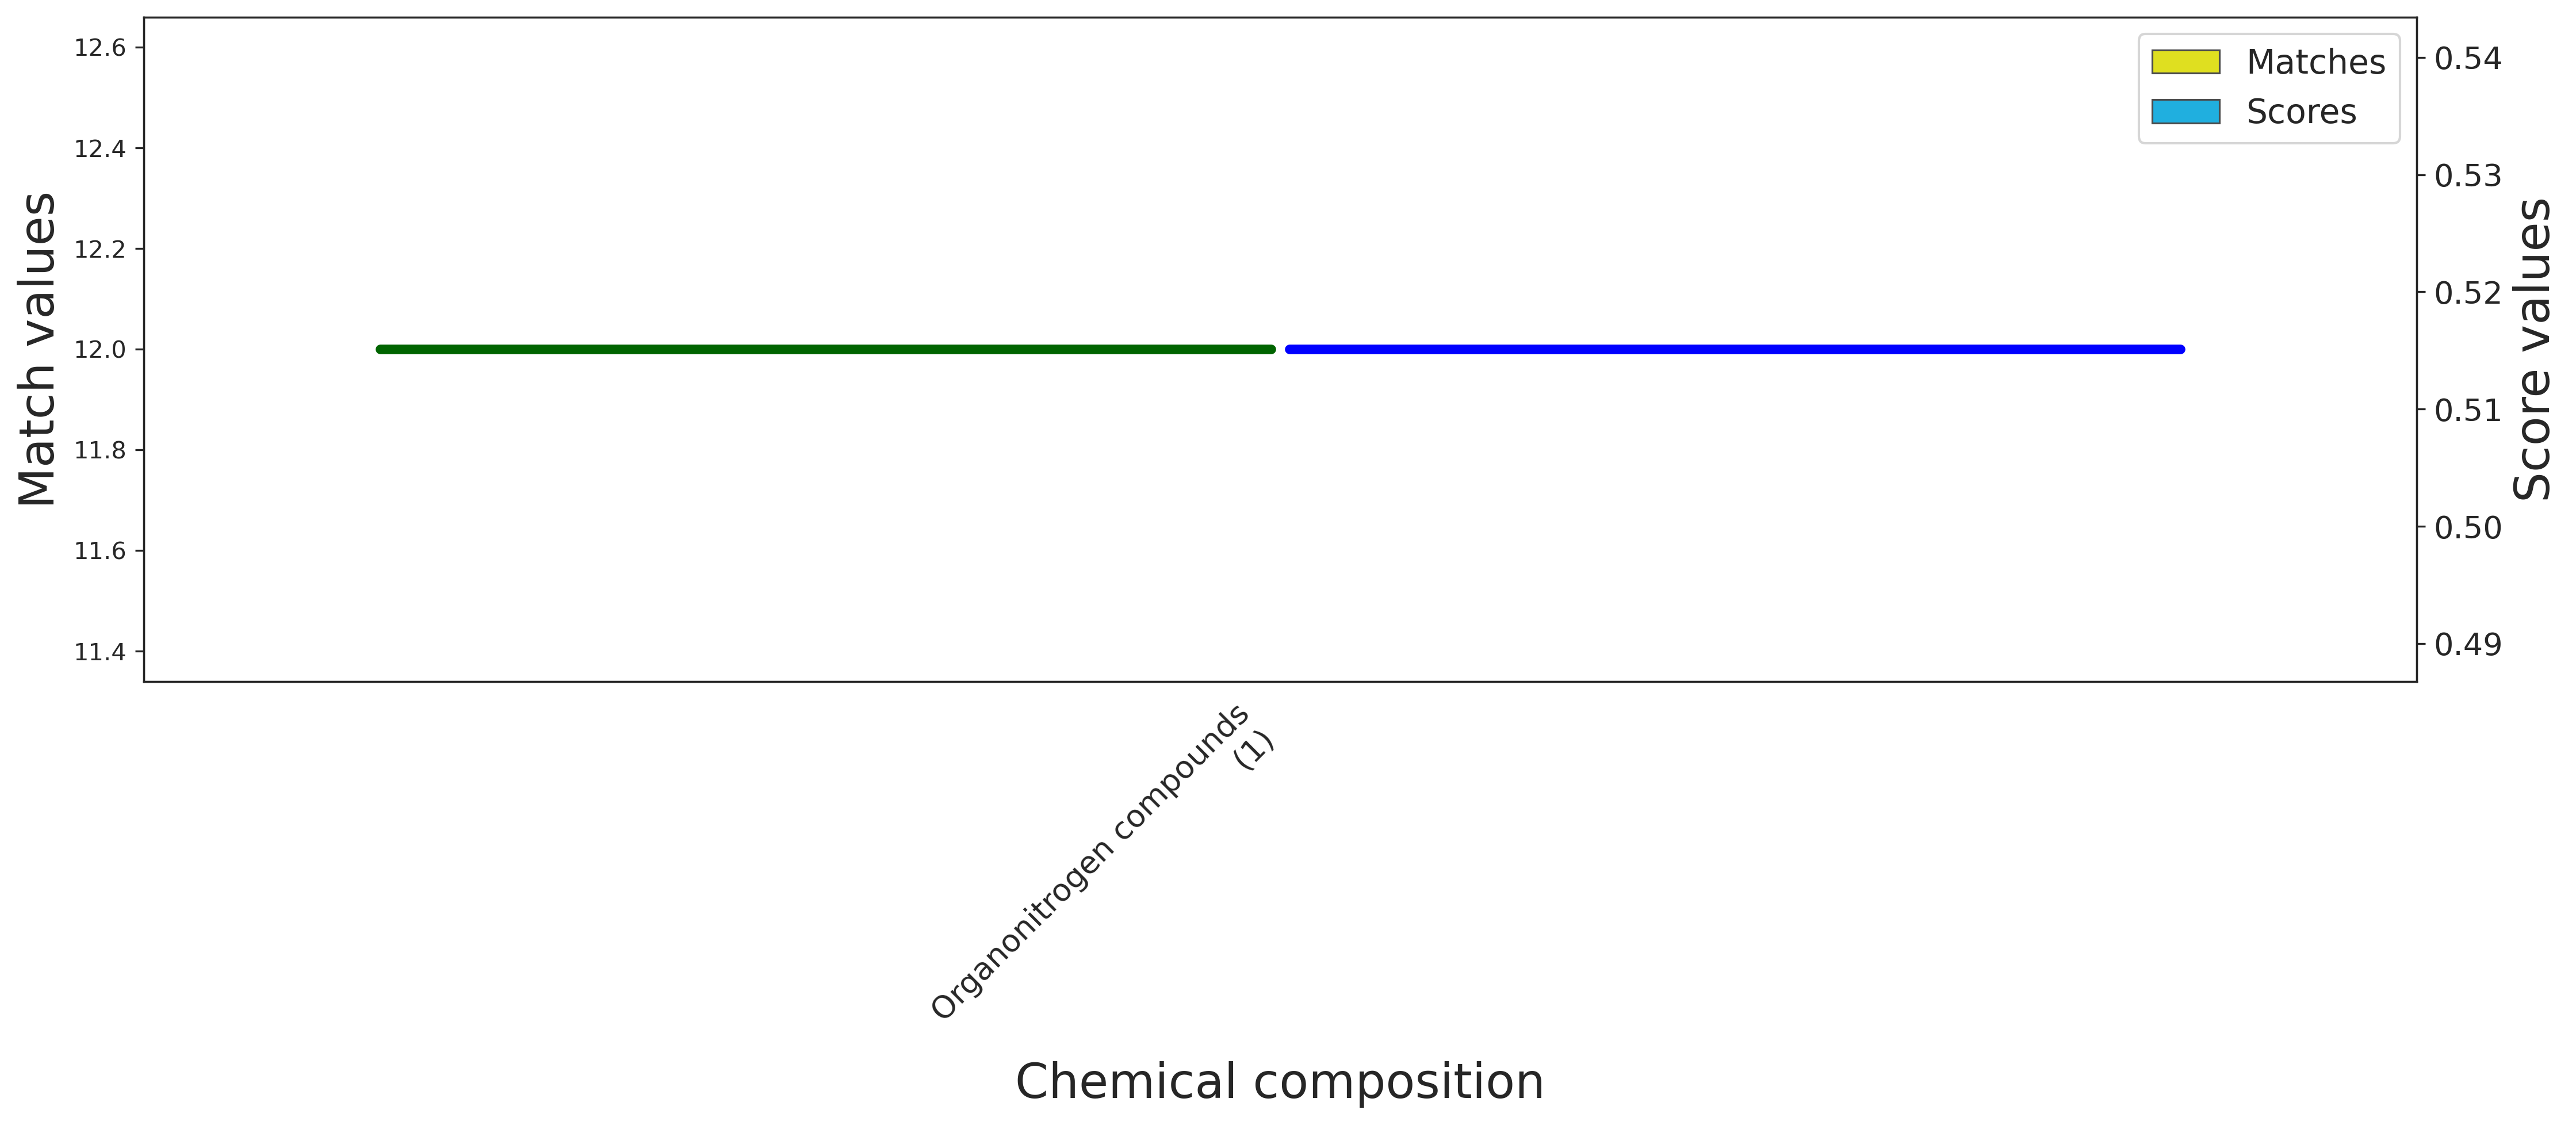 12.6
12.4
12.2
12.0
11.8
11.6
11.4
Match values
Matches
Scores
0.54
0.53
0.52
0.51
0.50
0.49
Score values
Organonitrogen compounds
(1)
Chemical composition